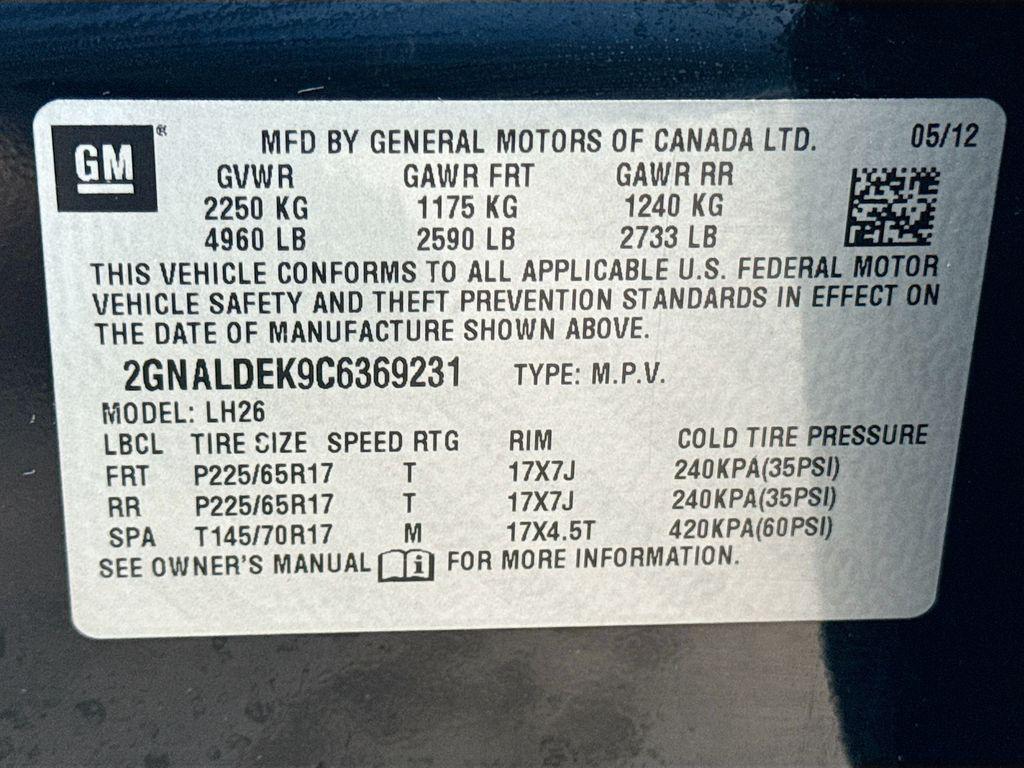 GM ® MFD BY GENERAL MOTORS OF CANADA LTD. 05/12
GVWR GAWR FRT GAWR RR
2250 KG 1175 KG 1240 KG
4960 LB 2590 LB 2733 LB
THIS VEHICLE CONFORMS TO ALL APPLICABLE U.S. FEDERAL MOTOR
VEHICLE SAFETY AND THEFT PREVENTION STANDARDS IN EFFECT ON
THE DATE OF MANUFACTURE SHOWN ABOVE.
2GNALDEK9C6369231 TYPE: M.P.V.
MODEL: LH26
LBCL TIRE SIZE SPEED RTG RIM COLD TIRE PRESSURE
FRT P225/65R17 T 17X7J 240KPA(35PSI)
RR P225/65R17 T 17X7J 240KPA(35PSI)
SPA T145/70R17 M 17X4.5T 420KPA(60PSI)
SEE OWNER'S MANUAL i FOR MORE INFORMATION.